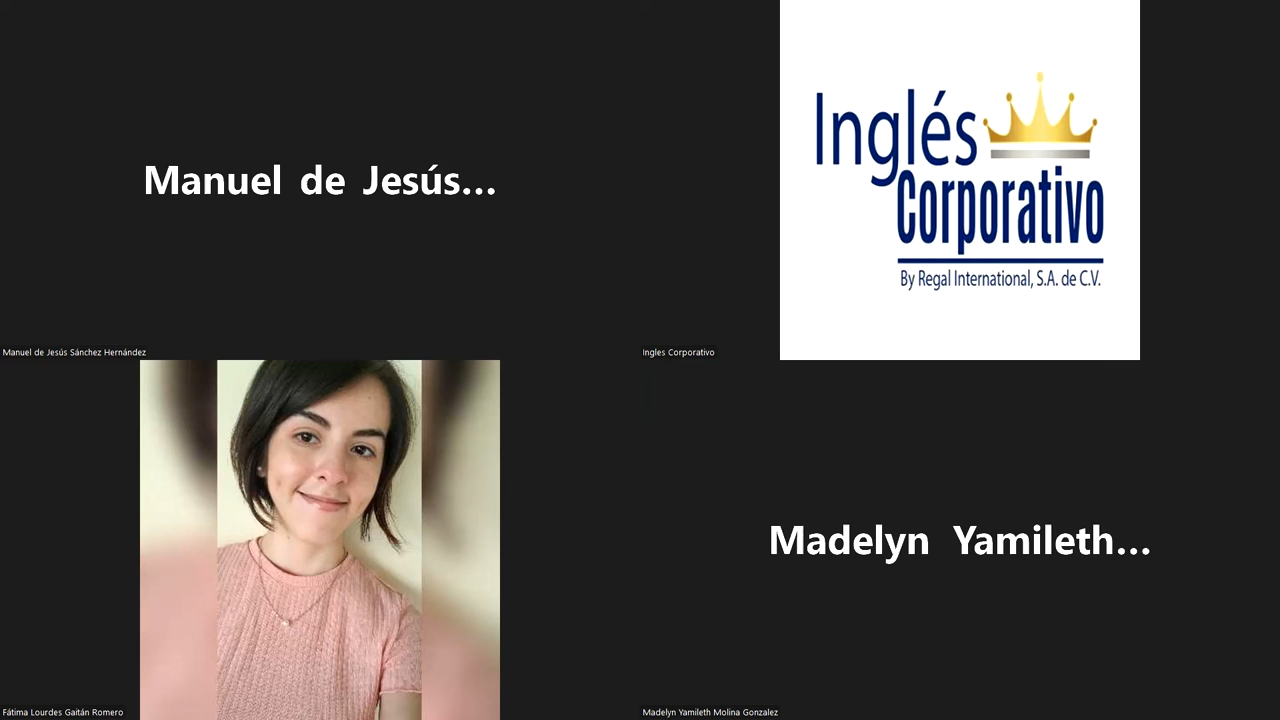 Manuel de Jesús...
Manuel de Jesús Sánchez Hernández
Inglés
Corporativo
By Regal International, S.A. de C.V.
Ingles Corporativo
Fátima Lourdes Gaitán Romero
Madelyn Yamileth...
Madelyn Yamileth Molina Gonzalez